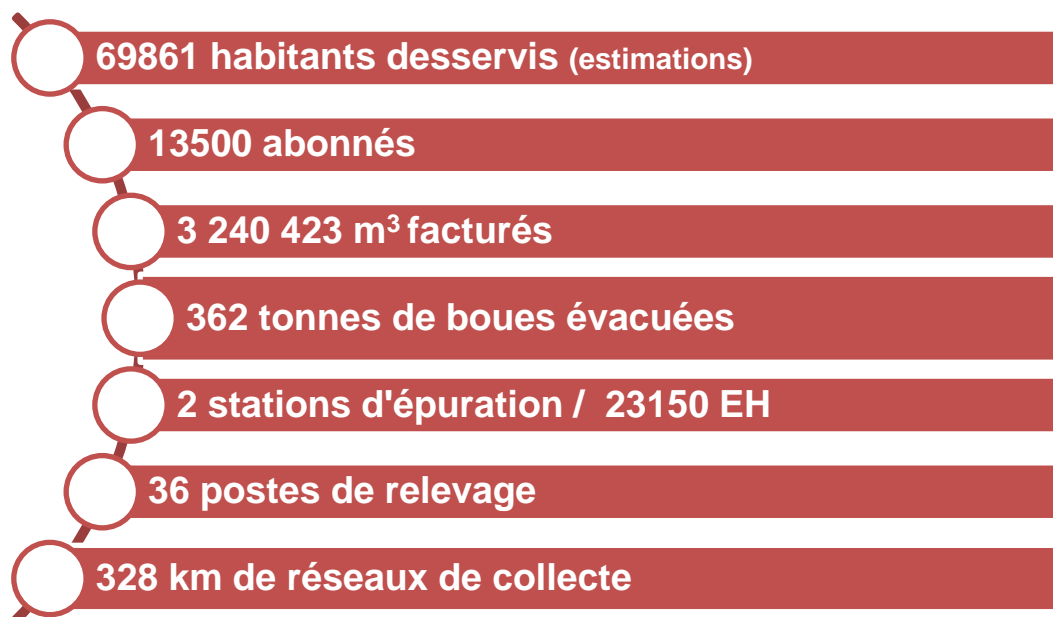 69861 habitants desservis (estimations)
13500 abonnés
3 240 423 m³ facturés
362 tonnes de boues évacuées
2 stations d'épuration / 23150 EH
36 postes de relevage
328 km de réseaux de collecte